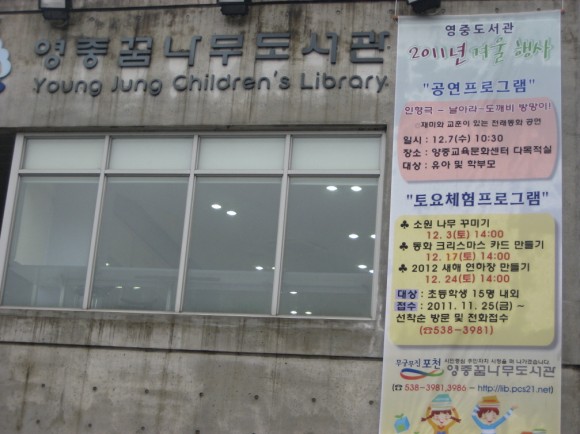 영중꿈나무도서관
Young Jung Children's Library
영중도서관
2011년 겨울 행사
"공연프로그램"
인형극 - 날아라~도깨비 방망이!
재미와 교훈이 있는 전래동화 공연
일시 : 12.7(수) 10:30
장소 : 영중교육문화센터 다목적실
대상 : 유아 및 학부모
"토요체험프로그램"
♣ 소원 나무 꾸미기
12. 3(토) 14:00
♣ 동화 크리스마스 카드 만들기
12. 17(토) 14:00
♣ 2012 새해 연하장 만들기
12. 24(토) 14:00
대상 : 초등학생 15명 내외
접수 : 2011. 11. 25(금) ~
선착순 방문 및 전화접수
(☎538-3981)
무궁무진 포천 영중꿈나무도서관
(☎ 538-3981,3986 - http://lib.pcs21.net)